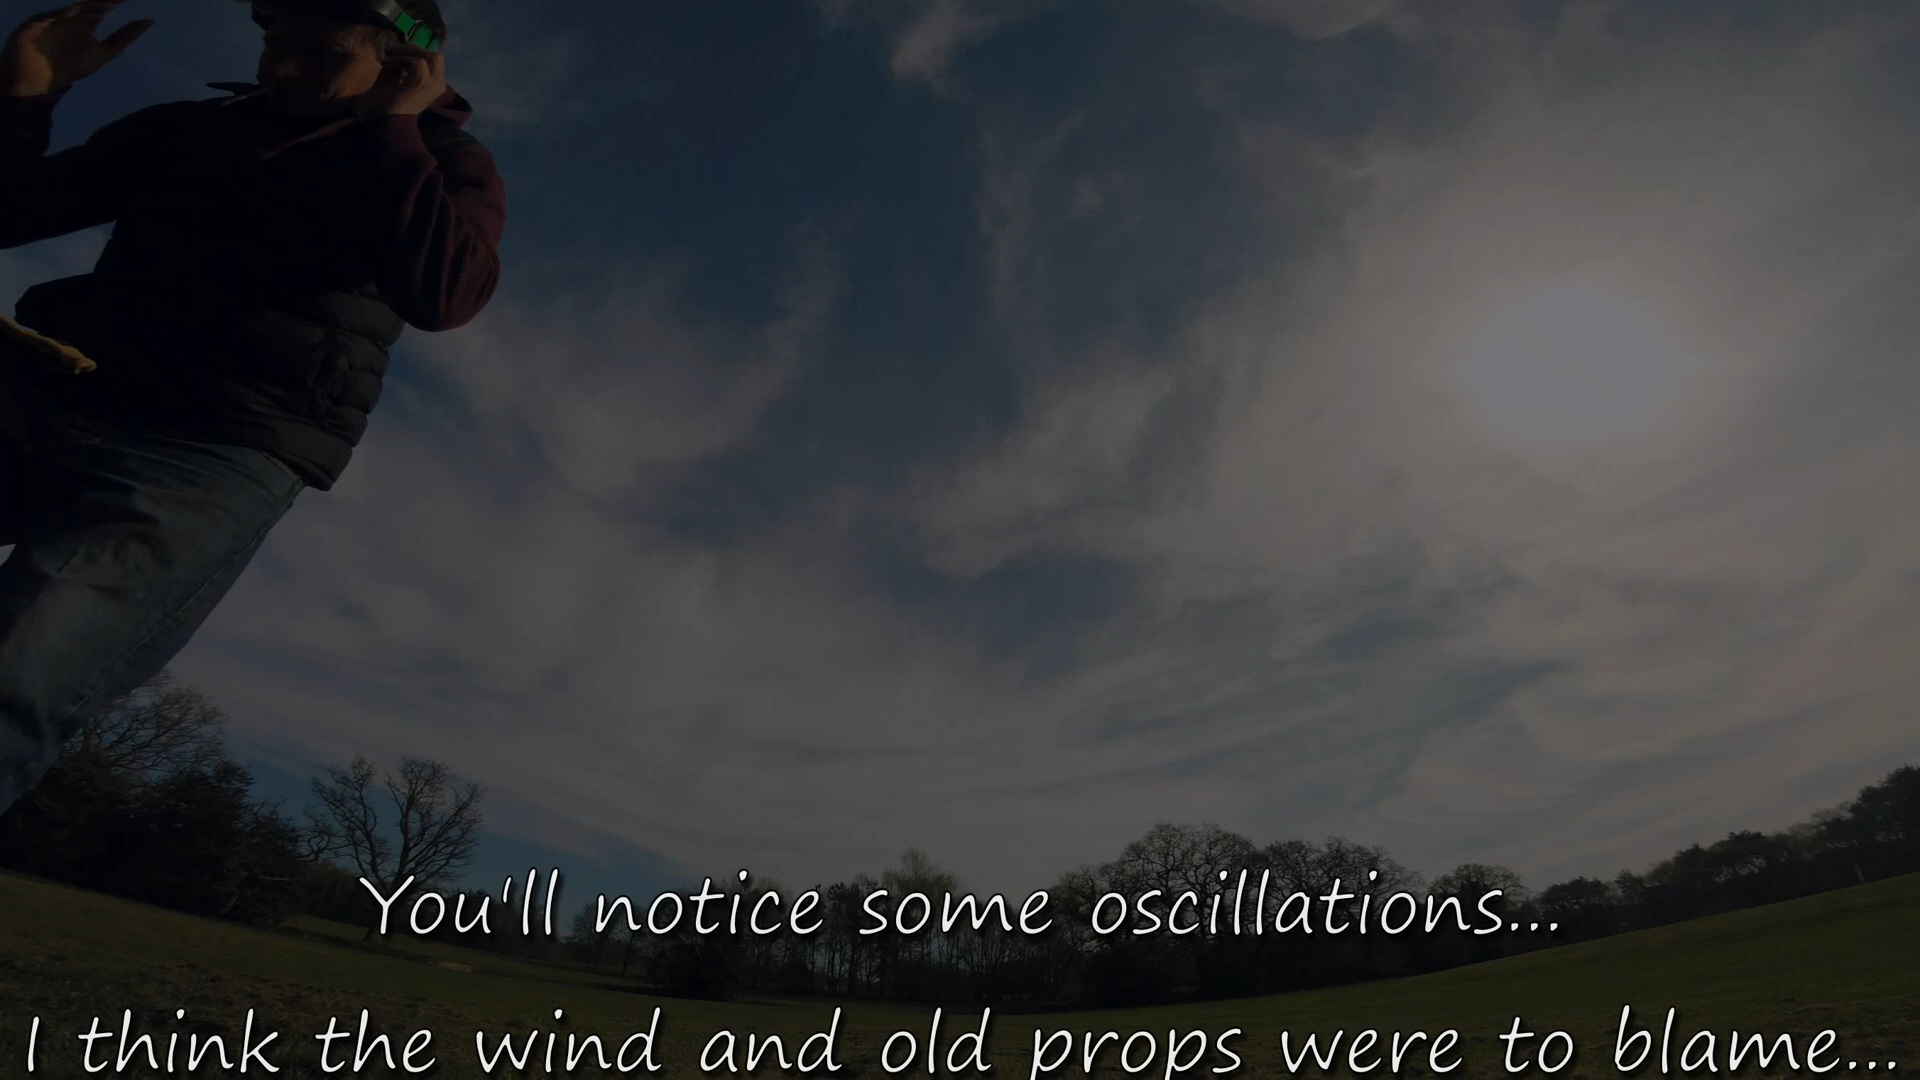 You'll notice some oscillations...
I think the wind and old props were to blame...